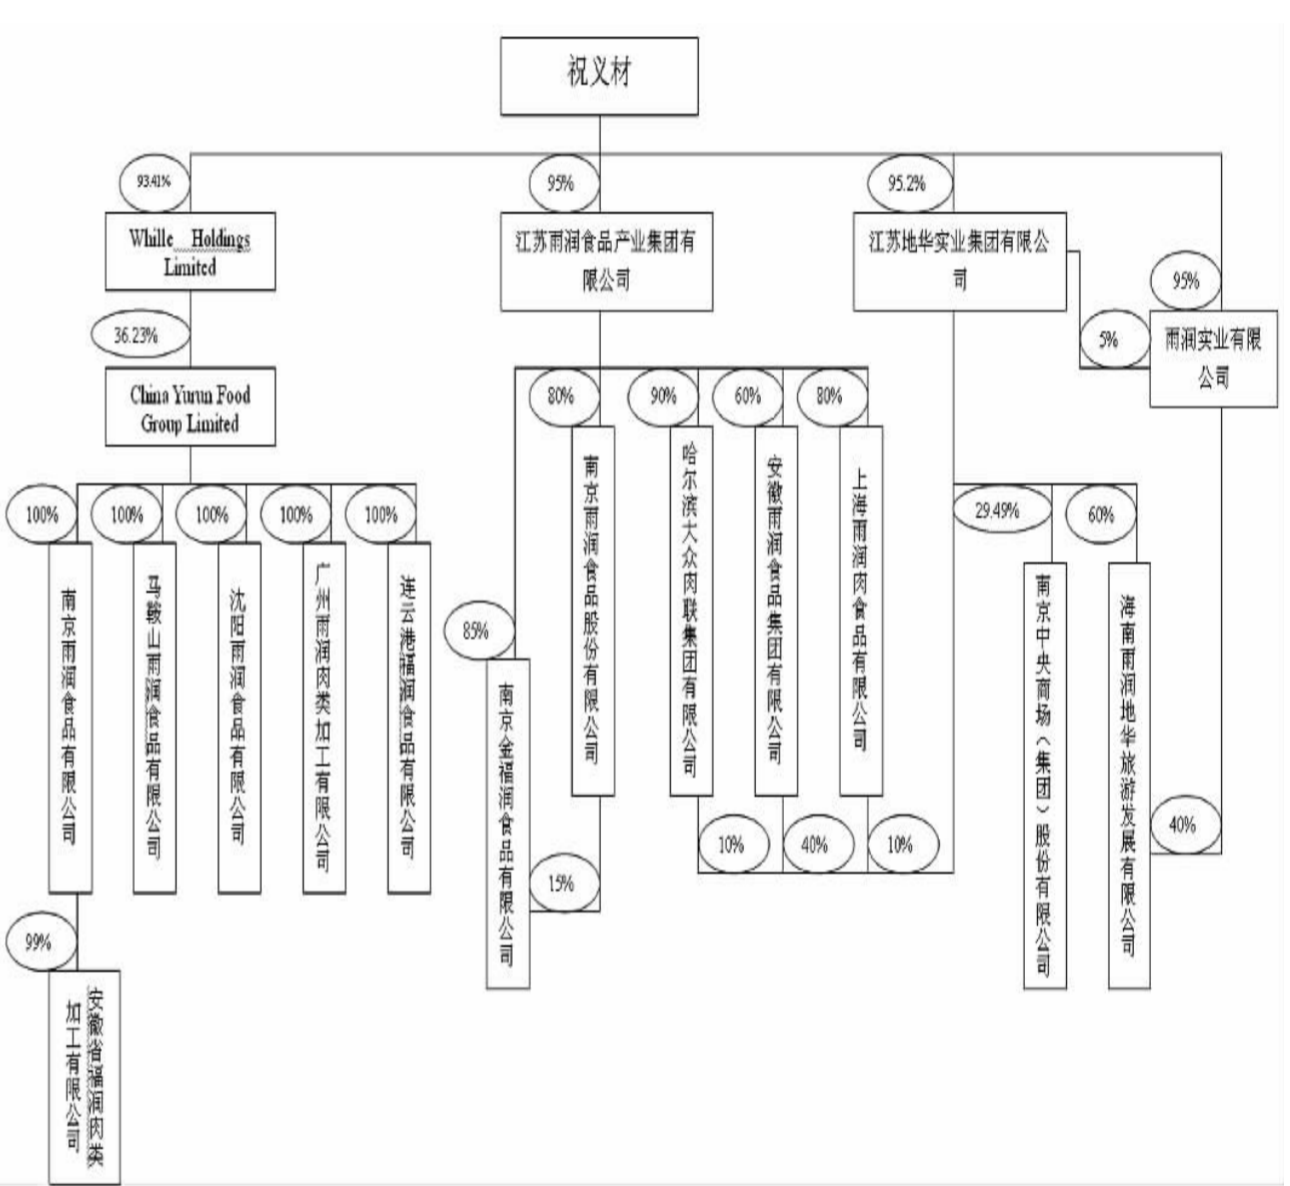 祝义材
93.41%
95%
95.2%
Whille Holdings
Limited
江苏雨润食品产业集团有
限公司
江苏地华实业集团有限公
司
95%
36.23%
5%
雨润实业有限
公司
China Yurun Food
Group Limited
80%
90%
60%
80%
100%
100%
100%
100%
100%
29.49%
60%
南京雨润食品有限公司
马鞍山雨润食品有限公司
沈阳雨润食品有限公司
广州雨润肉类加工有限公司
连云港福润食品有限公司
85%
南京金福润食品有限公司
南京雨润食品股份有限公司
哈尔滨大众肉联集团有限公司
安徽雨润食品集团有限公司
上海雨润肉食品有限公司
南京中央商场（集团）股份有限公司
海南雨润地华旅游发展有限公司
15%
10%
40%
10%
40%
99%
安徽省福润肉类
加工有限公司